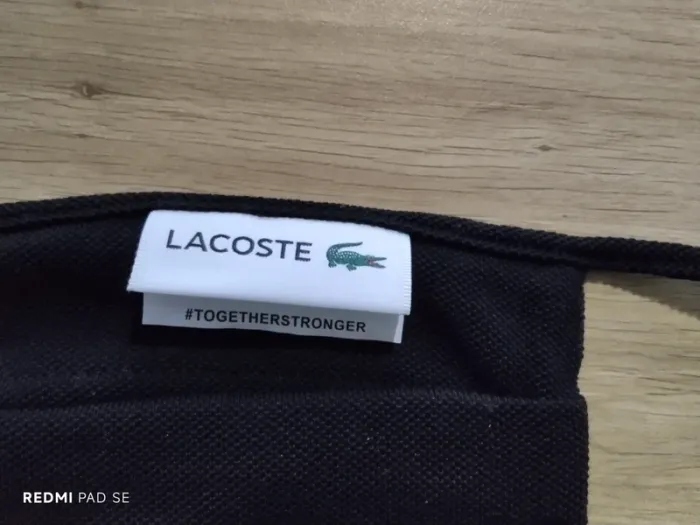 LACOSTE
#TOGETHERSTRONGER
REDMI PAD SE